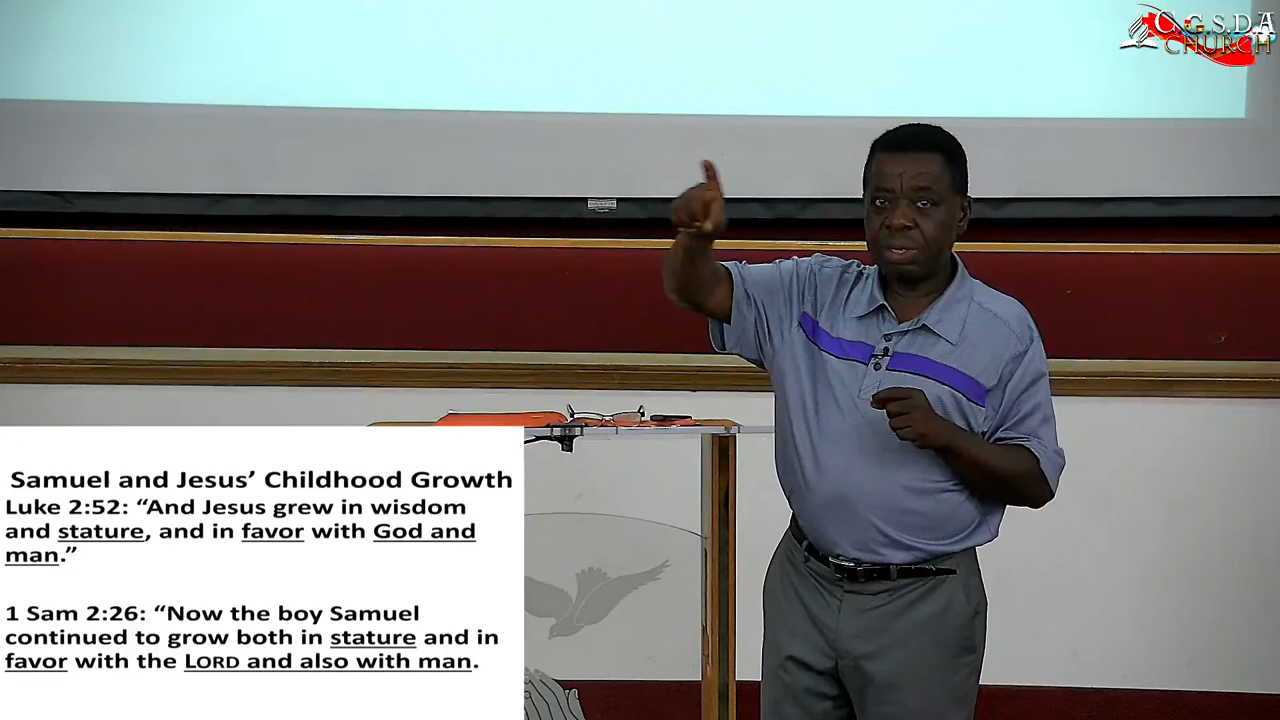 C.G.S.D.A
CHURCH
Samuel and Jesus’ Childhood Growth
Luke 2:52: “And Jesus grew in wisdom
and stature, and in favor with God and
man.”
1 Sam 2:26: “Now the boy Samuel
continued to grow both in stature and in
favor with the LORD and also with man.